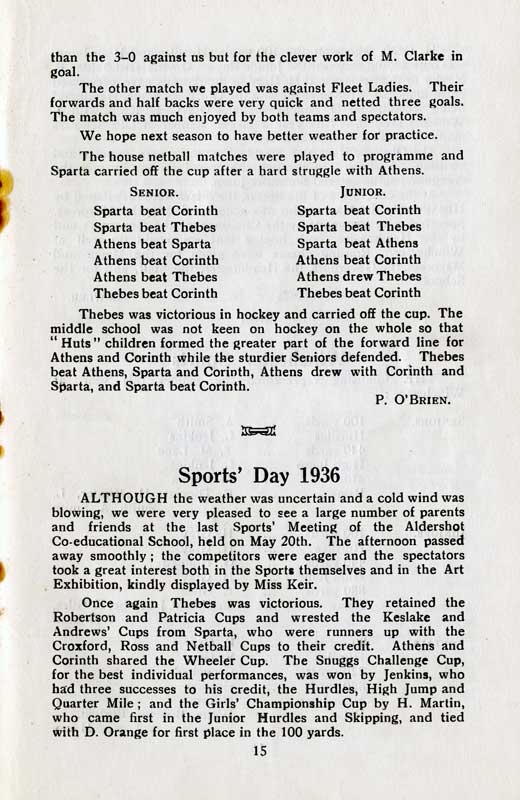 than the 3–0 against us but for the clever work of M. Clarke in
goal.
The other match we played was against Fleet Ladies. Their
forwards and half backs were very quick and netted three goals.
The match was much enjoyed by both teams and spectators.
We hope next season to have better weather for practice.
The house netball matches were played to programme and
Sparta carried off the cup after a hard struggle with Athens.
SENIOR. JUNIOR.
Sparta beat Corinth Sparta beat Corinth
Sparta beat Thebes Sparta beat Thebes
Athens beat Sparta Sparta beat Athens
Athens beat Corinth Athens beat Corinth
Athens beat Thebes Athens drew Thebes
Thebes beat Corinth Thebes beat Corinth
Thebes was victorious in hockey and carried off the cup. The
middle school was not keen on hockey on the whole so that
"Huts" children formed the greater part of the forward line for
Athens and Corinth while the sturdier Seniors defended. Thebes
beat Athens, Sparta and Corinth, Athens drew with Corinth and
Sparta, and Sparta beat Corinth.
P. O'BRIEN.
Sports' Day 1936
ALTHOUGH the weather was uncertain and a cold wind was
blowing, we were very pleased to see a large number of parents
and friends at the last Sports' Meeting of the Aldershot
Co-educational School, held on May 20th. The afternoon passed
away smoothly; the competitors were eager and the spectators
took a great interest both in the Sports themselves and in the Art
Exhibition, kindly displayed by Miss Keir.
Once again Thebes was victorious. They retained the
Robertson and Patricia Cups and wrested the Keslake and
Andrews' Cups from Sparta, who were runners up with the
Croxford, Ross and Netball Cups to their credit. Athens and
Corinth shared the Wheeler Cup. The Snuggs Challenge Cup,
for the best individual performances, was won by Jenkins, who
had three successes to his credit, the Hurdles, High Jump and
Quarter Mile; and the Girls' Championship Cup by H. Martin,
who came first in the Junior Hurdles and Skipping, and tied
with D. Orange for first place in the 100 yards.
15